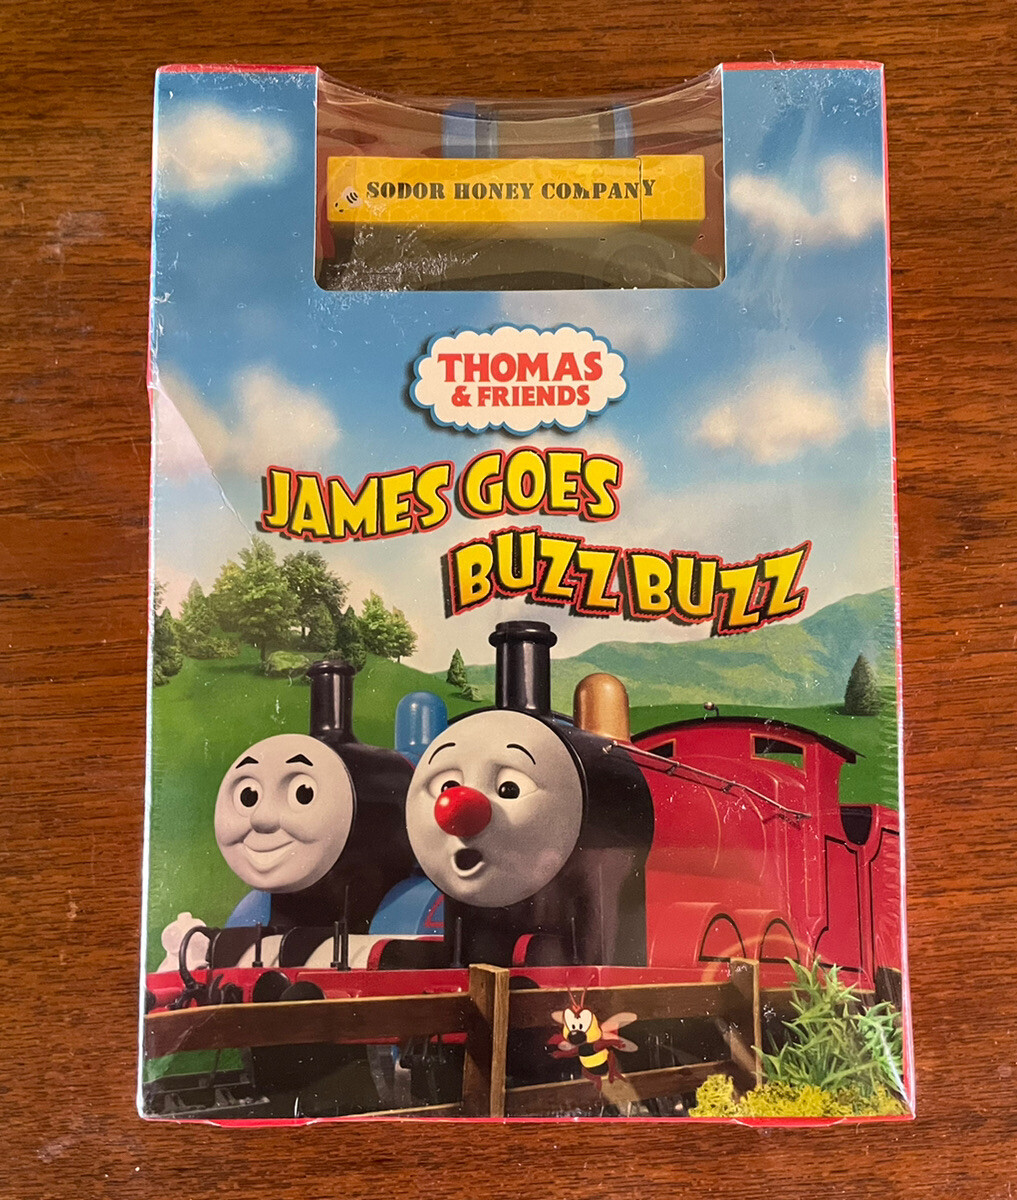 SODOR HONEY COMPANY
THOMAS
& FRIENDS
JAMES GOES
BUZZ BUZZ